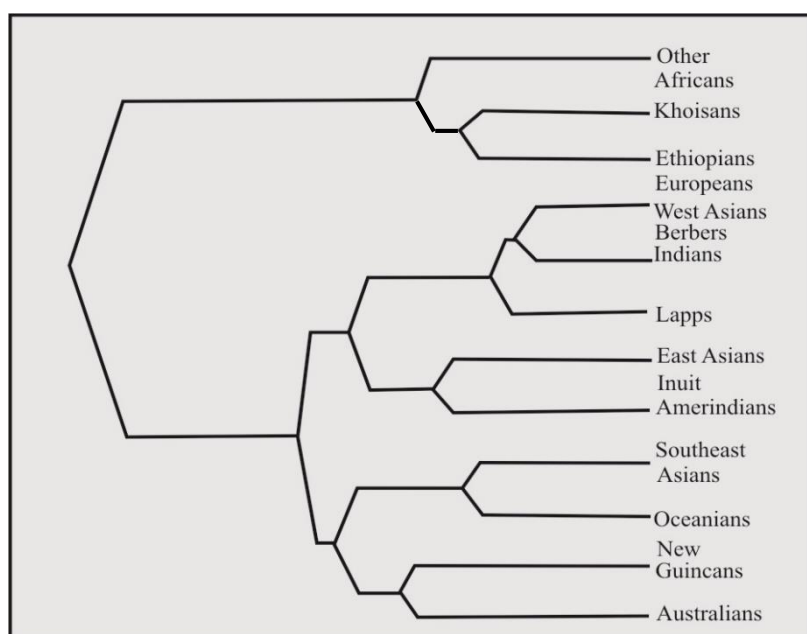 Other
Africans
Khoisans
Ethiopians
Europeans
West Asians
Berbers
Indians
Lapps
East Asians
Inuit
Amerindians
Southeast
Asians
Oceanians
New
Guincans
Australians